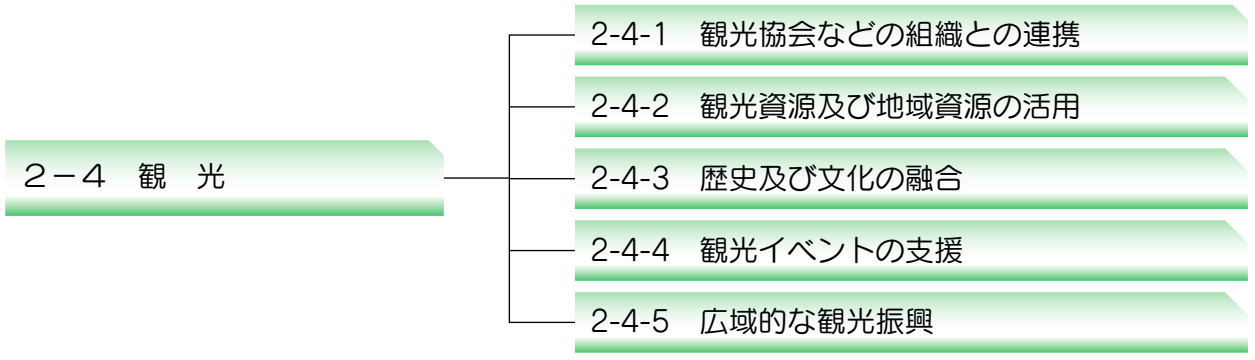 2-4-1 観光協会などの組織との連携
2-4-2 観光資源及び地域資源の活用
2－4 観 光
2-4-3 歴史及び文化の融合
2-4-4 観光イベントの支援
2-4-5 広域的な観光振興